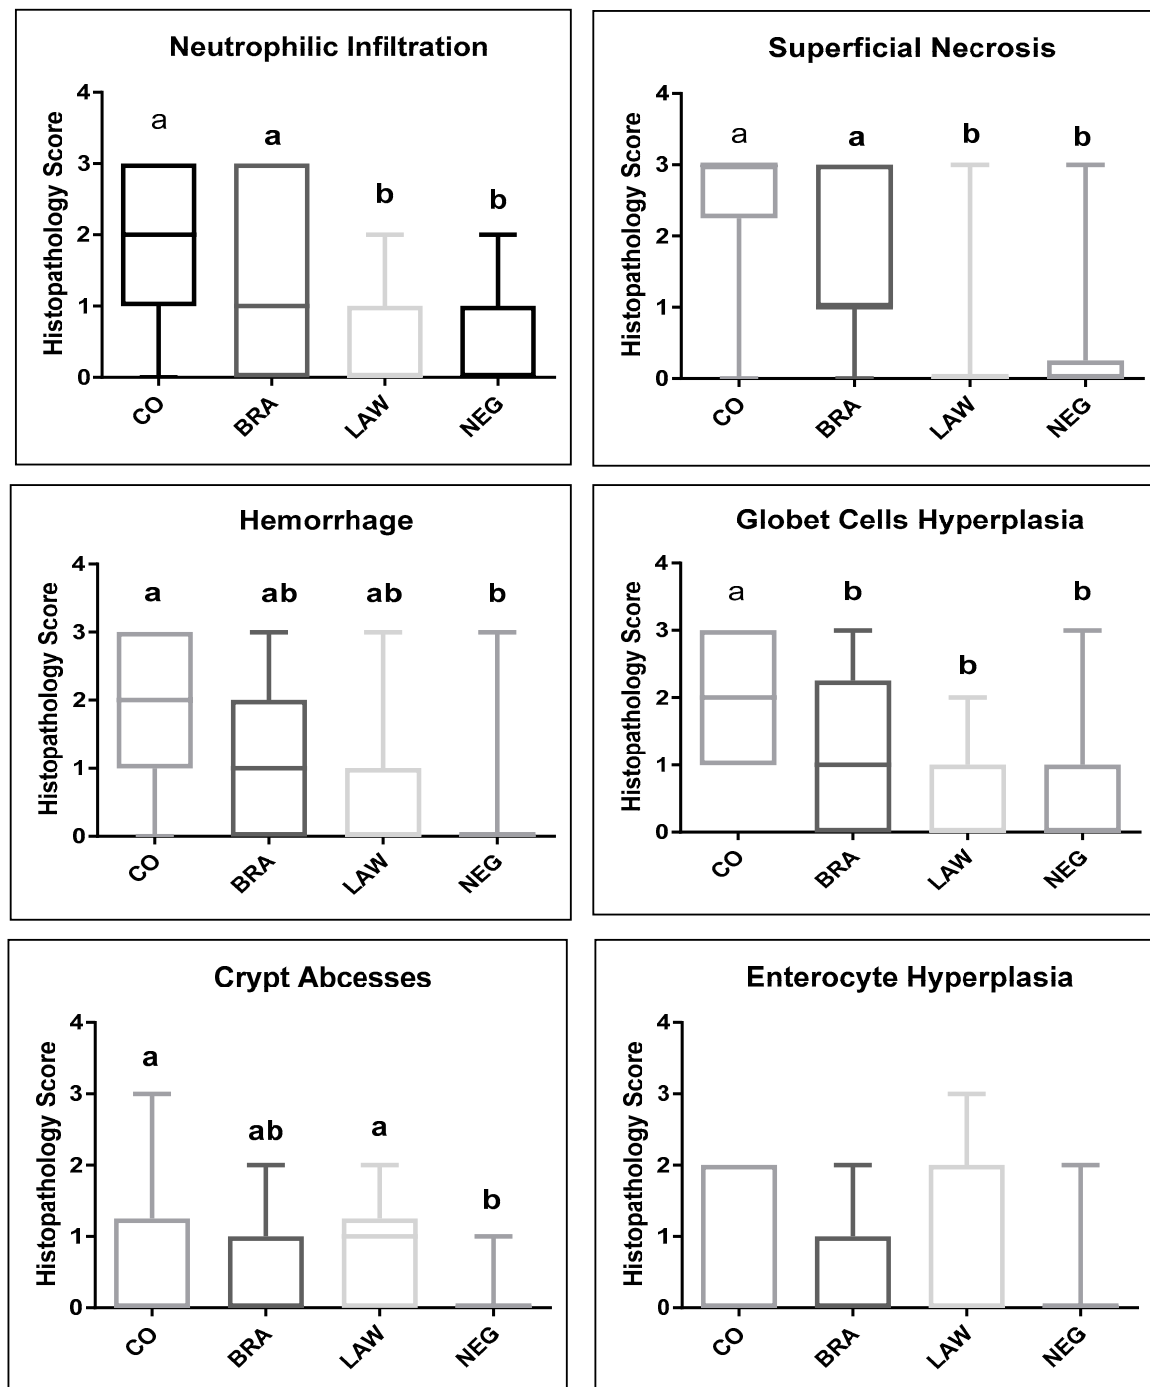 Neutrophilic Infiltration
Histopathology Score
4
3
2
1
0
a
a
b
b
CO
BRA
LAW
NEG
Superficial Necrosis
Histopathology Score
4
3
2
1
0
a
a
b
b
CO
BRA
LAW
NEG
Hemorrhage
Histopathology Score
4
3
2
1
0
a
ab
ab
b
CO
BRA
LAW
NEG
Globet Cells Hyperplasia
Histopathology Score
4
3
2
1
0
a
b
b
b
CO
BRA
LAW
NEG
Crypt Abcesses
Histopathology Score
4
3
2
1
0
a
ab
a
b
CO
BRA
LAW
NEG
Enterocyte Hyperplasia
Histopathology Score
4
3
2
1
0
CO
BRA
LAW
NEG